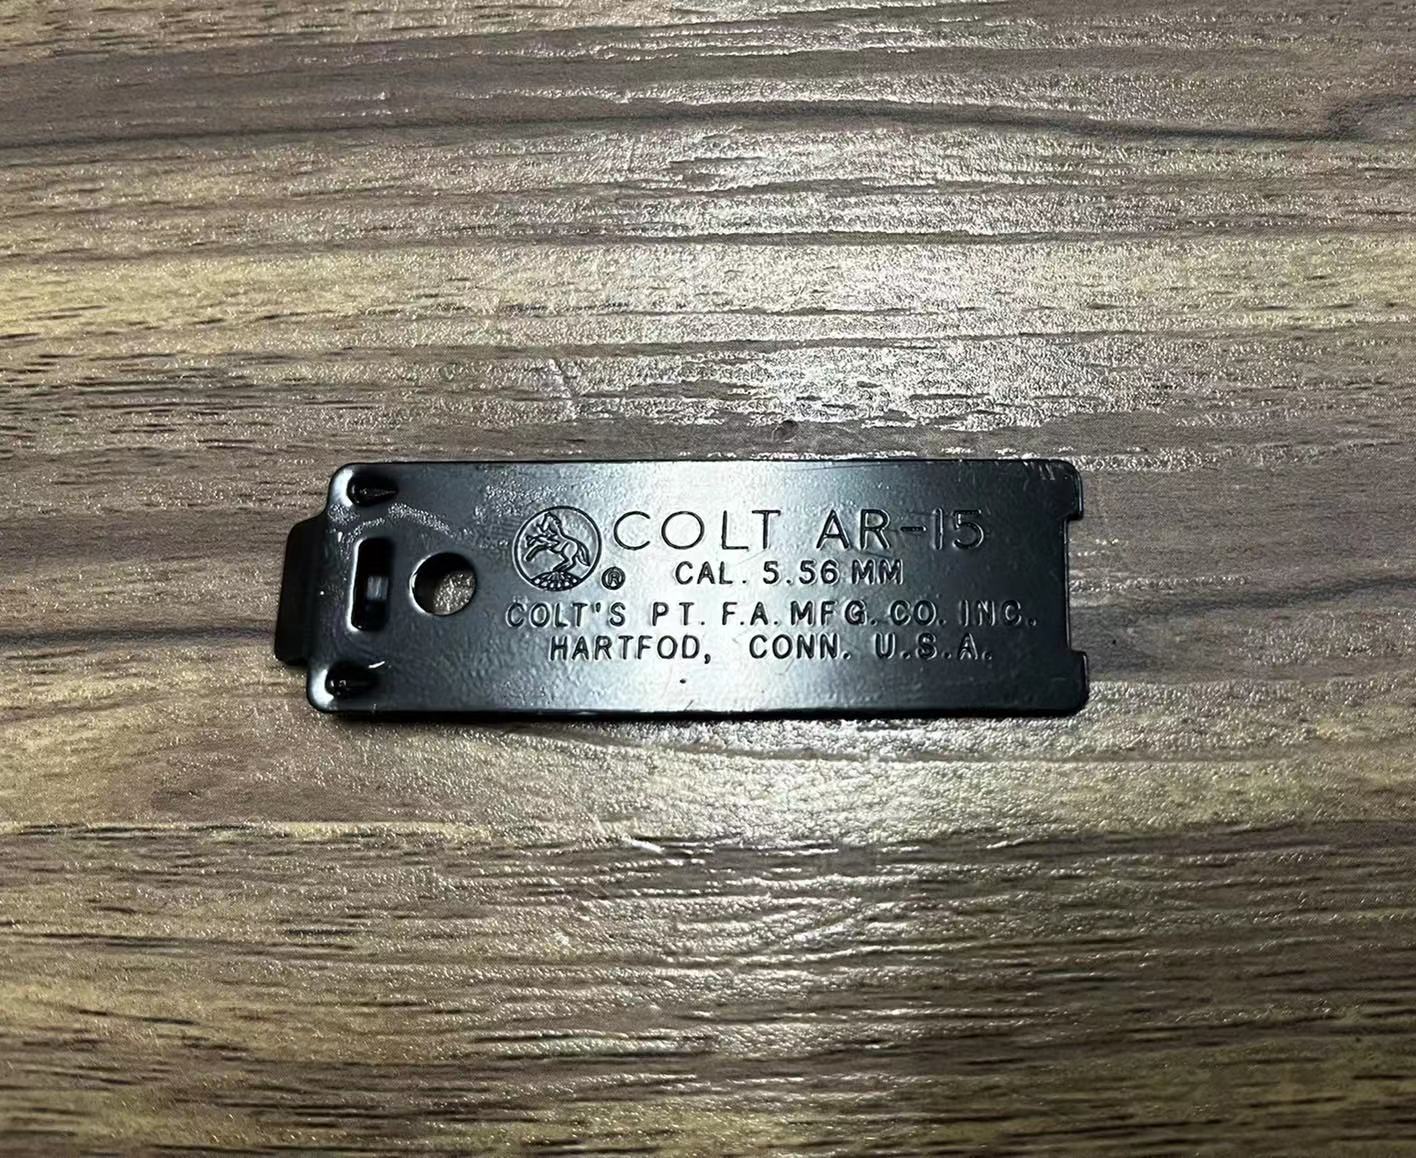 COLT AR-15
® CAL. 5.56 MM
COLT'S PT. F.A. MFG. CO. INC.
HARTFOD, CONN. U.S.A.